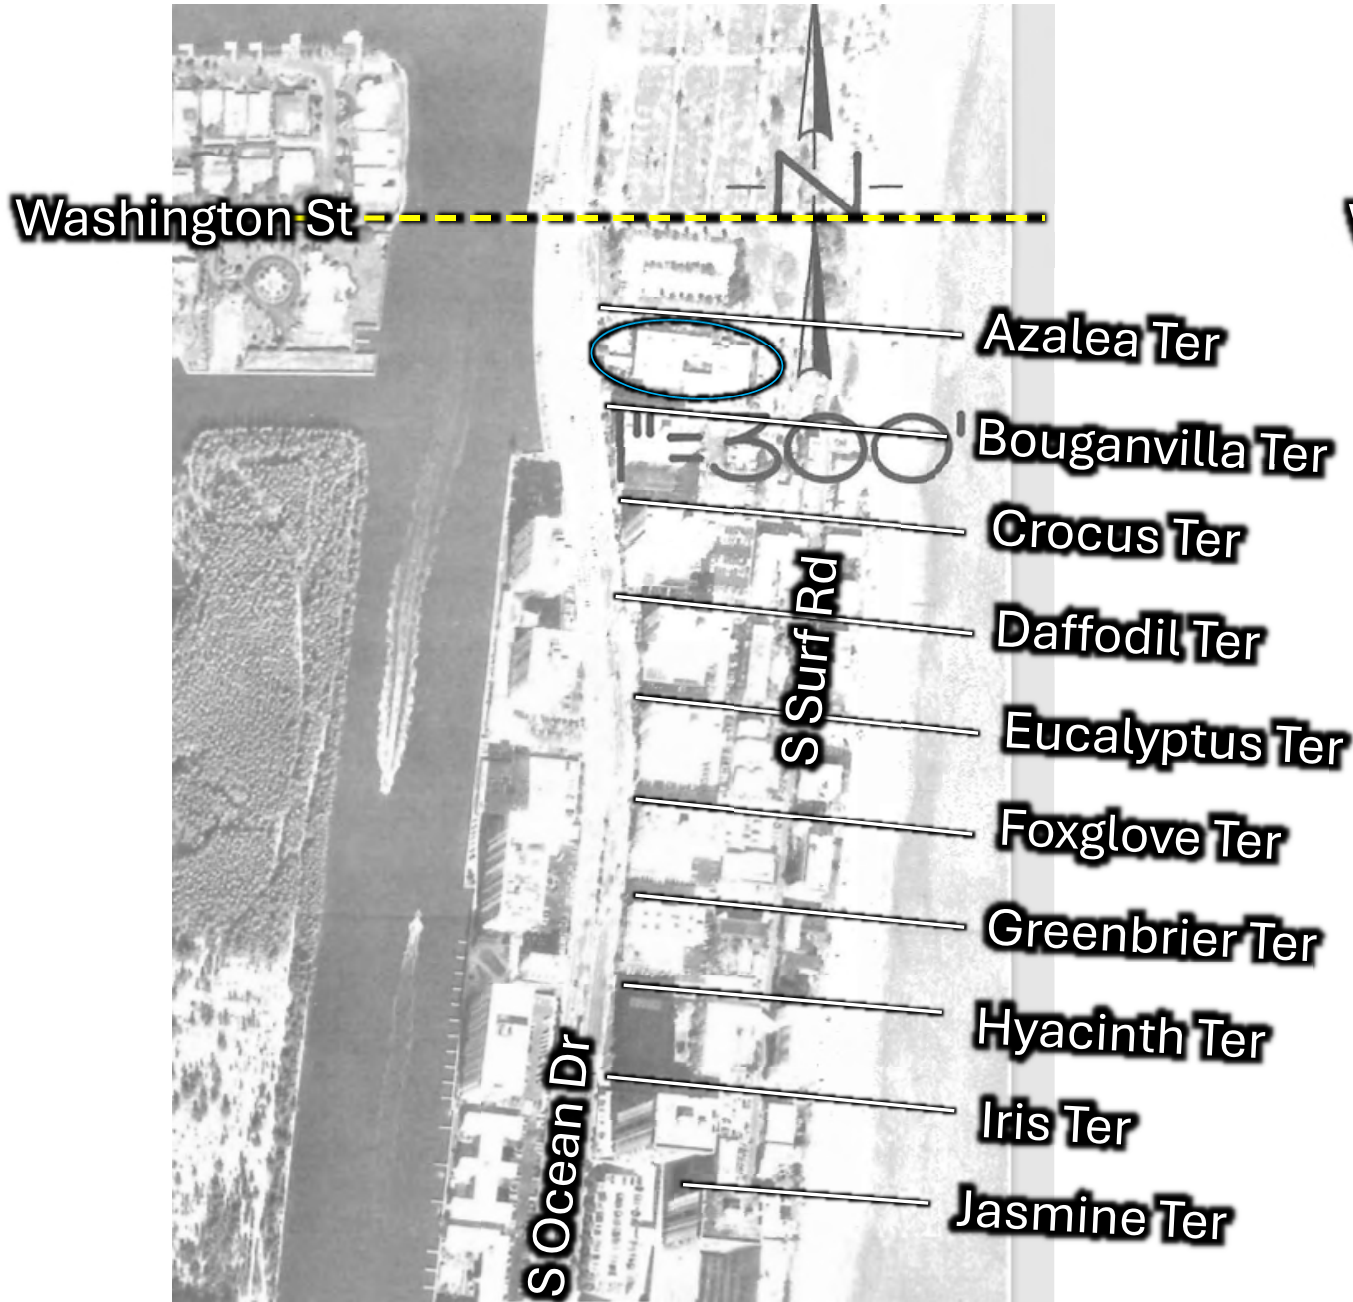 N
Washington St
Azalea Ter
1"=300'
Bouganvilla Ter
Crocus Ter
S Surf Rd
Daffodil Ter
Eucalyptus Ter
Foxglove Ter
Greenbrier Ter
Hyacinth Ter
S Ocean Dr
Iris Ter
Jasmine Ter